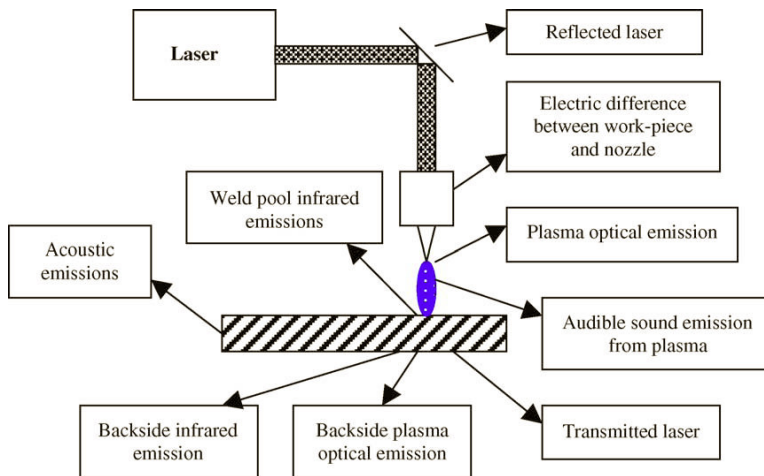 Laser
Reflected laser
Electric difference
between work-piece
and nozzle
Weld pool infrared
emissions
Plasma optical emission
Acoustic
emissions
Audible sound emission
from plasma
Backside infrared
emission
Backside plasma
optical emission
Transmitted laser